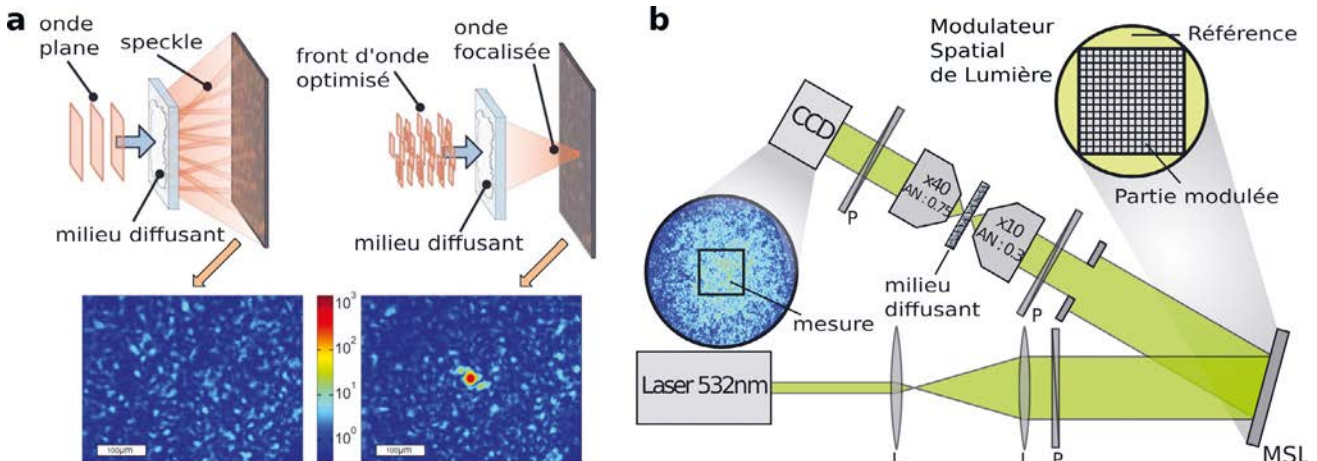 a
onde
plane
speckle
milieu diffusant
front d'onde
optimisé
onde
focalisée
milieu diffusant
100µm
10³
10²
10¹
10⁰
100µm
b
Modulateur
Spatial
de Lumière
Référence
Partie modulée
CCD
P
x40
AN : 0.75
x10
AN : 0.3
milieu
diffusant
P
mesure
Laser 532nm
L
L
P
MSL